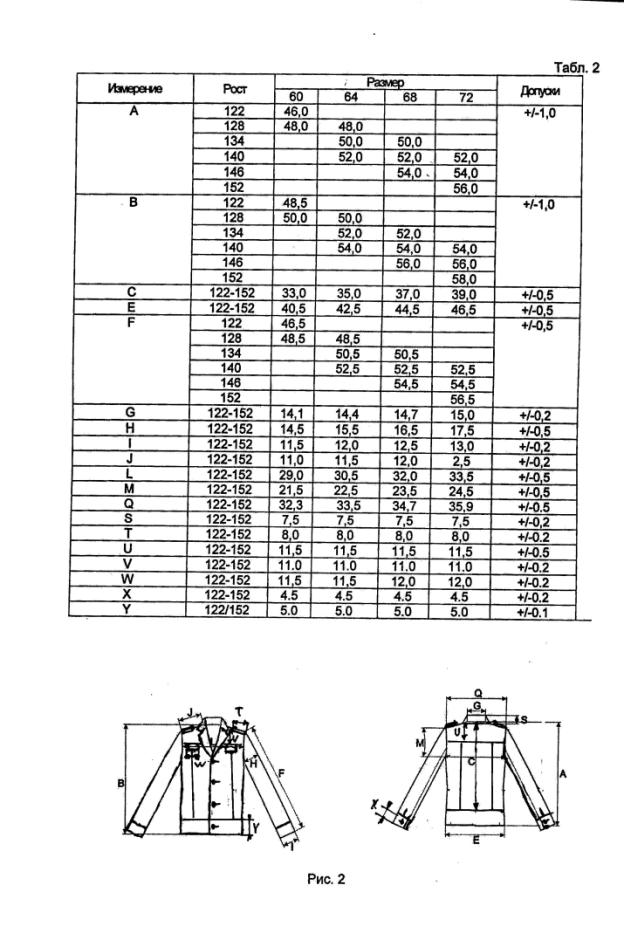 Табл. 2
Измерение Рост Размер Допуски
60 64 68 72
A 122 46,0 +/-1,0
128 48,0 48,0
134 50,0 50,0
140 52,0 52,0 52,0
146 54,0 54,0
152 56,0
B 122 48,5 +/-1,0
128 50,0 50,0
134 52,0 52,0
140 54,0 54,0 54,0
146 56,0 56,0
152 58,0
C 122-152 33,0 35,0 37,0 39,0 +/-0,5
E 122-152 40,5 42,5 44,5 46,5 +/-0,5
F 122 46,5 +/-0,5
128 48,5 48,5
134 50,5 50,5
140 52,5 52,5 52,5
146 54,5 54,5
152 56,5
G 122-152 14,1 14,4 14,7 15,0 +/-0,2
H 122-152 14,5 15,5 16,5 17,5 +/-0,5
I 122-152 11,5 12,0 12,5 13,0 +/-0,2
J 122-152 11,0 11,5 12,0 2,5 +/-0,2
L 122-152 29,0 30,5 32,0 33,5 +/-0,5
M 122-152 21,5 22,5 23,5 24,5 +/-0,5
Q 122-152 32,3 33,5 34,7 35,9 +/-0.5
S 122-152 7,5 7,5 7,5 7,5 +/-0,2
T 122-152 8,0 8,0 8,0 8,0 +/-0.2
U 122-152 11,5 11,5 11,5 11,5 +/-0.5
V 122-152 11.0 11.0 11.0 11.0 +/-0.2
W 122-152 11,5 11,5 12,0 12,0 +/-0.2
X 122-152 4.5 4.5 4.5 4.5 +/-0.2
Y 122/152 5.0 5.0 5.0 5.0 +/-0.1
J T B V W H F Y I
Q G S U M C A X E
Рис. 2